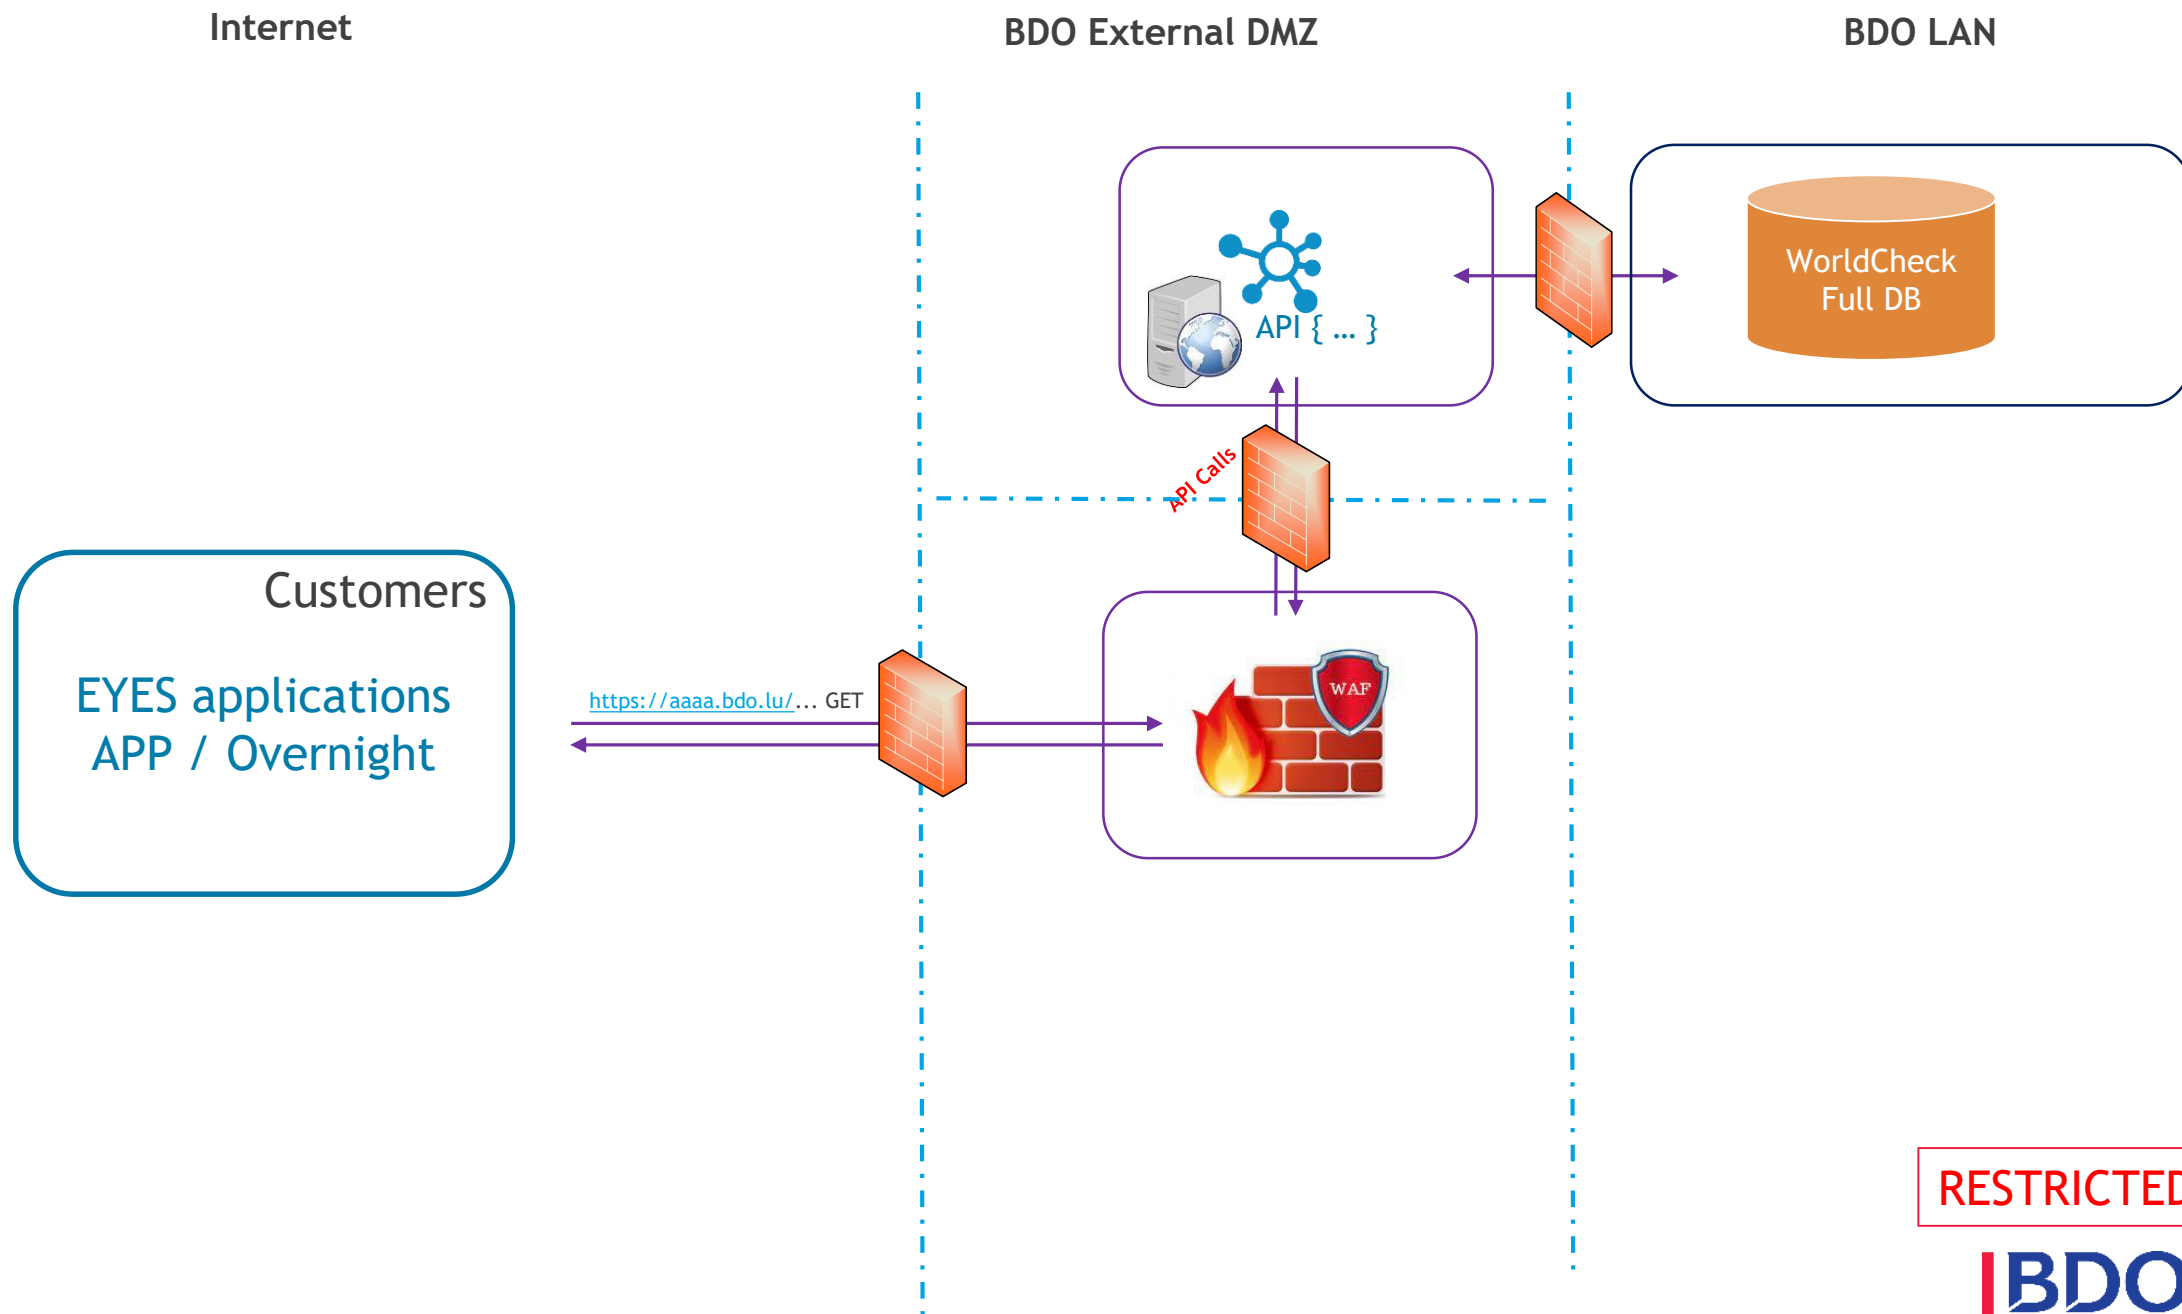 Internet
BDO External DMZ
BDO LAN
WorldCheck
Full DB
API { … }
API Calls
Customers
EYES applications
APP / Overnight
https://aaaa.bdo.lu/... GET
WAF
RESTRICTED
BDO